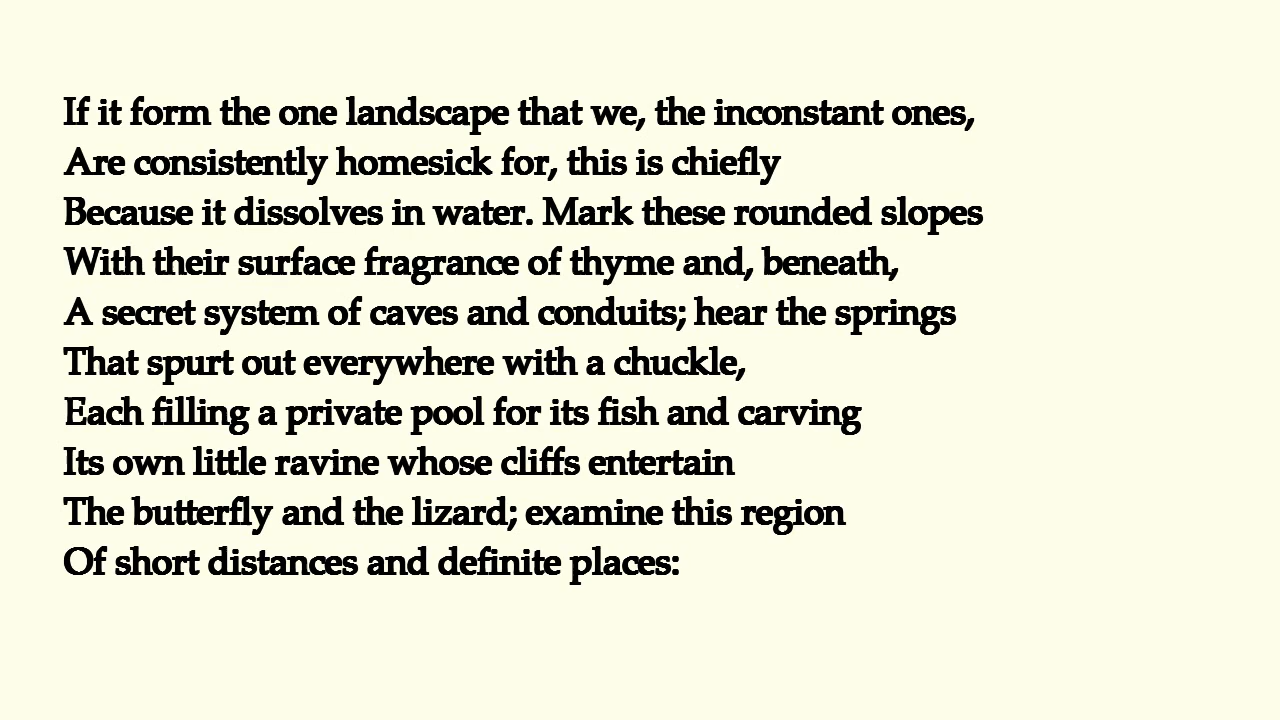 If it form the one landscape that we, the inconstant ones,
Are consistently homesick for, this is chiefly
Because it dissolves in water. Mark these rounded slopes
With their surface fragrance of thyme and, beneath,
A secret system of caves and conduits; hear the springs
That spurt out everywhere with a chuckle,
Each filling a private pool for its fish and carving
Its own little ravine whose cliffs entertain
The butterfly and the lizard; examine this region
Of short distances and definite places: